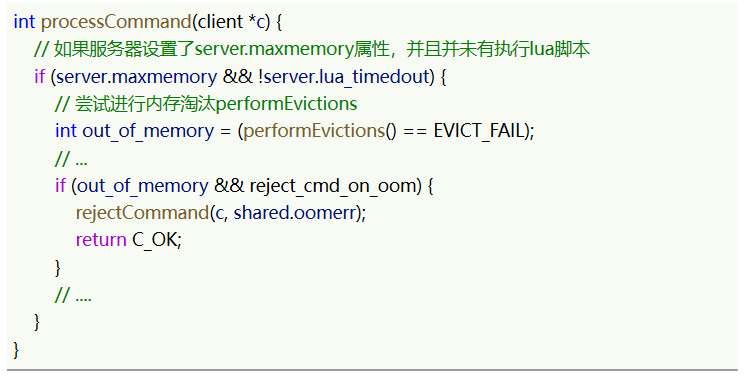 int processCommand(client *c) {
// 如果服务器设置了server.maxmemory属性，并且并未有执行lua脚本
if (server.maxmemory && !server.lua_timedout) {
// 尝试进行内存淘汰performEvictions
int out_of_memory = (performEvictions() == EVICT_FAIL);
// ...
if (out_of_memory && reject_cmd_on_oom) {
rejectCommand(c, shared.oomerr);
return C_OK;
}
// ....
}
}